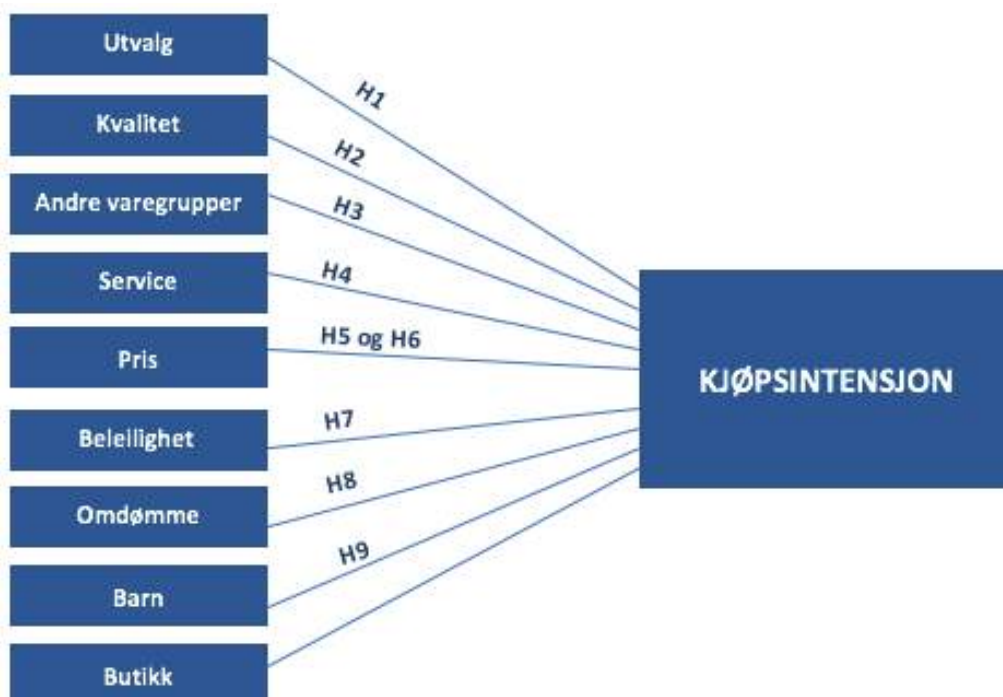 Utvalg
H1
Kvalitet
H2
Andre varegrupper
H3
Service
H4
Pris
H5 og H6
Beleilighet
H7
Omdømme
H8
Barn
H9
Butikk
KJØPSINTENSJON